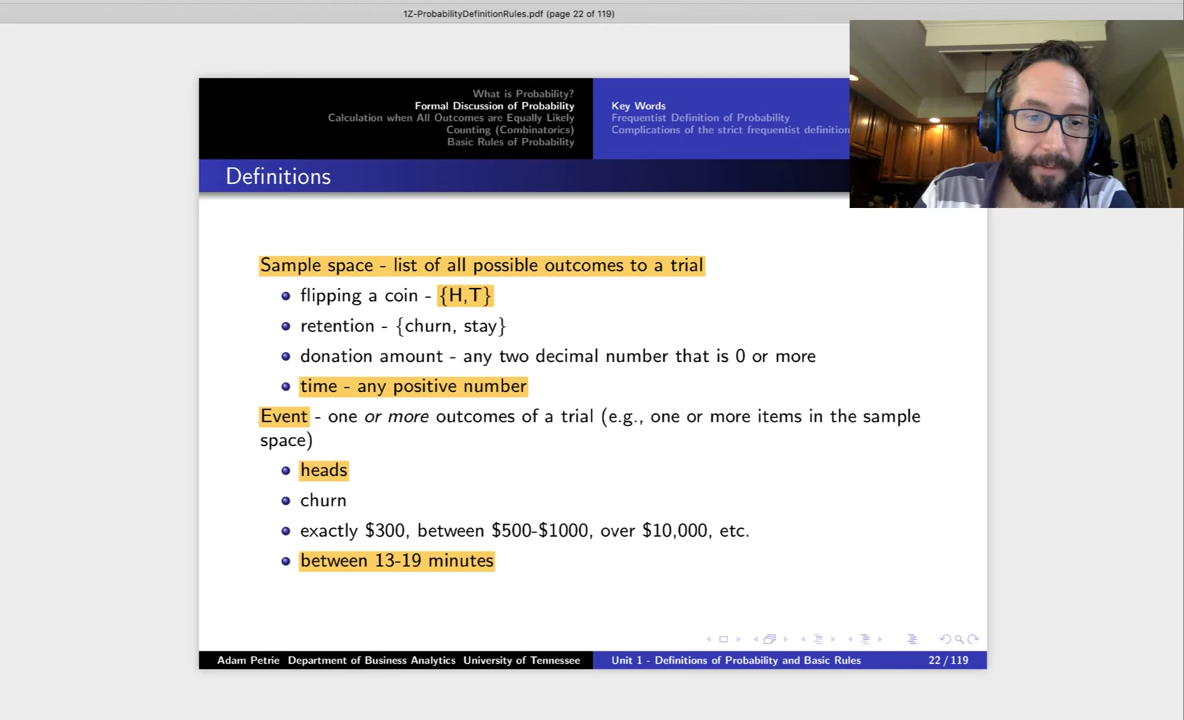 1Z-ProbabilityDefinitionRules.pdf (page 22 of 119)
What is Probability?
Formal Discussion of Probability
Calculation when All Outcomes are Equally Likely
Counting (Combinatorics)
Basic Rules of Probability
Key Words
Frequentist Definition of Probability
Complications of the strict frequentist definition
Definitions
Sample space - list of all possible outcomes to a trial
flipping a coin - {H,T}
retention - {churn, stay}
donation amount - any two decimal number that is 0 or more
time - any positive number
Event - one or more outcomes of a trial (e.g., one or more items in the sample
space)
heads
churn
exactly $300, between $500-$1000, over $10,000, etc.
between 13-19 minutes
Adam Petrie Department of Business Analytics University of Tennessee
Unit 1 - Definitions of Probability and Basic Rules
22 / 119